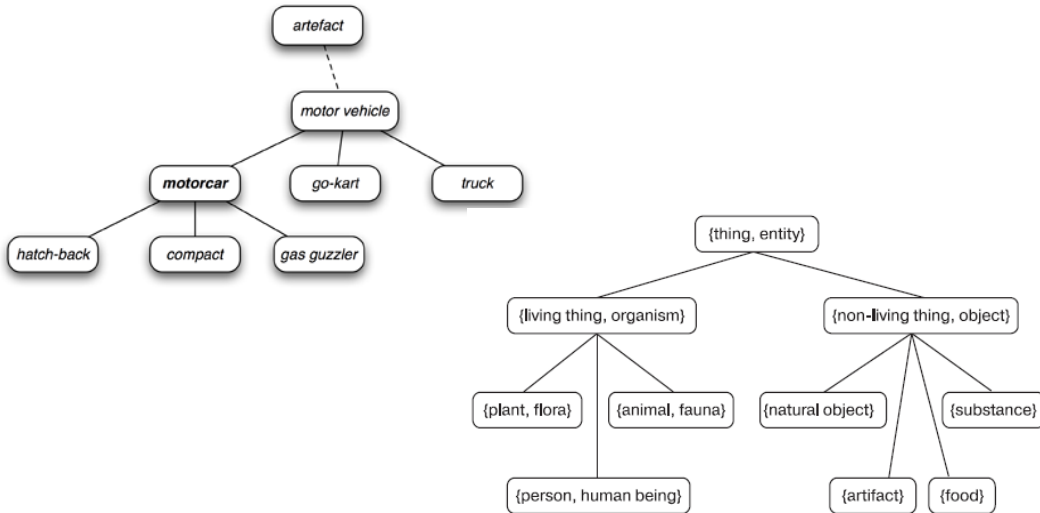 artefact
motor vehicle
motorcar
go-kart
truck
hatch-back
compact
gas guzzler
{thing, entity}
{living thing, organism}
{non-living thing, object}
{plant, flora}
{animal, fauna}
{natural object}
{substance}
{person, human being}
{artifact}
{food}